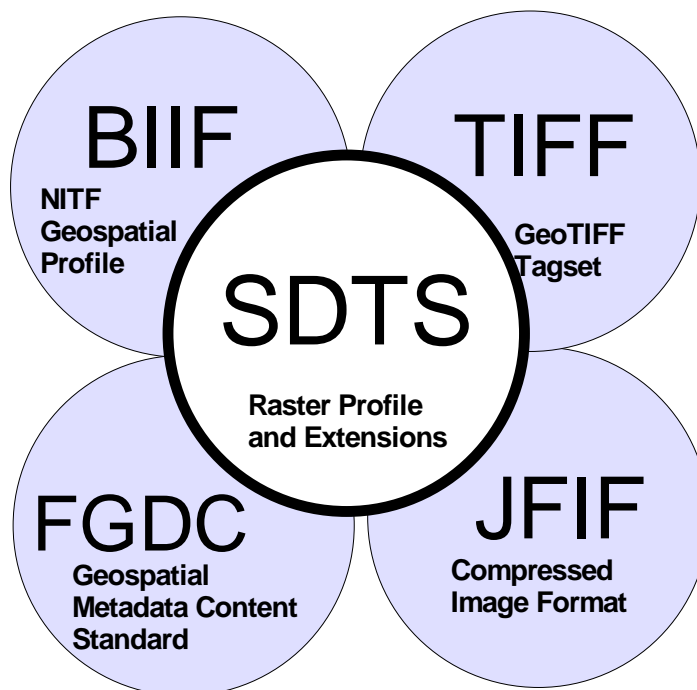 BIIF
NITF
Geospatial
Profile
TIFF
GeoTIFF
Tagset
SDTS
Raster Profile
and Extensions
FGDC
Geospatial
Metadata Content
Standard
JFIF
Compressed
Image Format